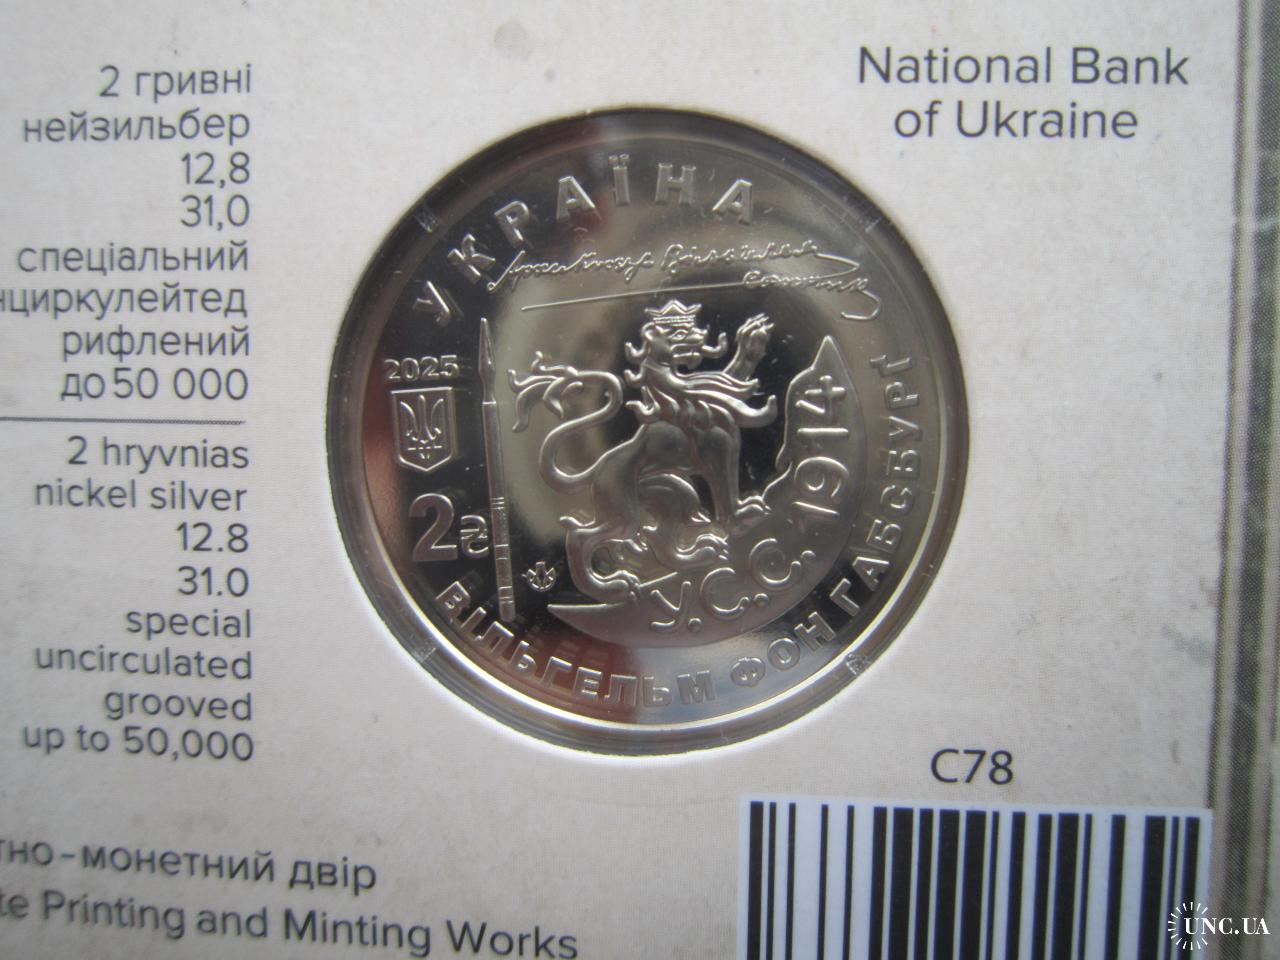 2 гривні
нейзильбер
12,8
31,0
спеціальний
нциркулейтед
рифлений
до 50 000
2 hryvnias
nickel silver
12.8
31.0
special
uncirculated
grooved
up to 50,000
National Bank
of Ukraine
УКРАЇНА
2025
2₴
1914
У.С.С.
ВІЛЬГЕЛЬМ ФОН ГАБСБУРҐ
C78
тно-монетний двір
te Printing and Minting Works
UNC.UA